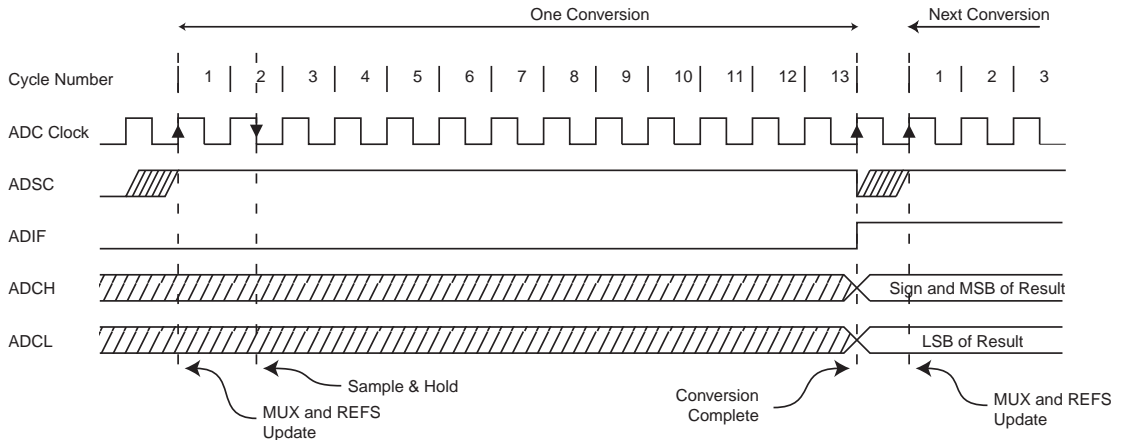 One Conversion Next Conversion
Cycle Number 1 2 3 4 5 6 7 8 9 10 11 12 13 1 2 3
ADC Clock
ADSC
ADIF
ADCH Sign and MSB of Result
ADCL LSB of Result
Sample & Hold
MUX and REFS
Update
Conversion
Complete
MUX and REFS
Update